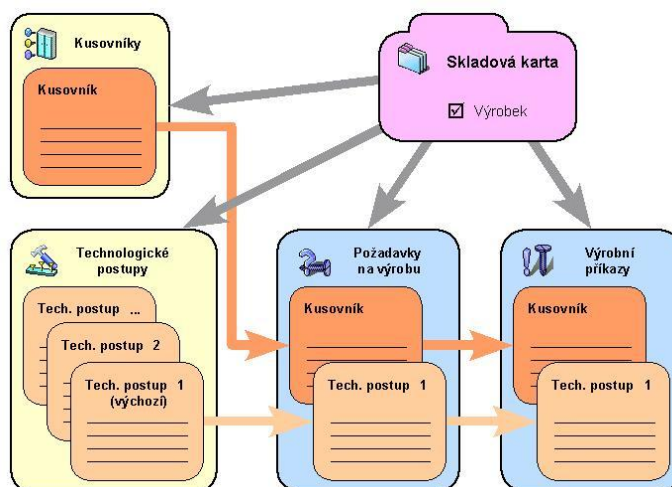 Kusovníky
Kusovník
Skladová karta
Výrobek
Technologické
postupy
Tech. postup ...
Tech. postup 2
Tech. postup 1
(výchozí)
Požadavky
na výrobu
Kusovník
Tech. postup 1
Výrobní
příkazy
Kusovník
Tech. postup 1